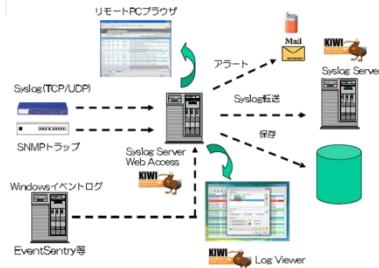 リモートPCブラウザ
Mail
アラート
KIWI
Syslog Server
Syslog(TCP/UDP)
Syslog転送
SNMPトラップ
Syslog Server
Web Access
保存
KIWI
Windowsイベントログ
EventSentry等
KIWI
Log Viewer